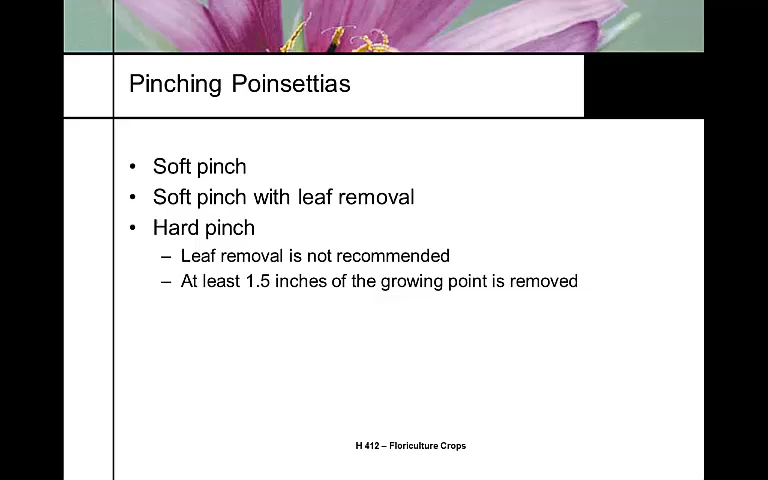 Pinching Poinsettias
• Soft pinch
• Soft pinch with leaf removal
• Hard pinch
– Leaf removal is not recommended
– At least 1.5 inches of the growing point is removed
H 412 – Floriculture Crops